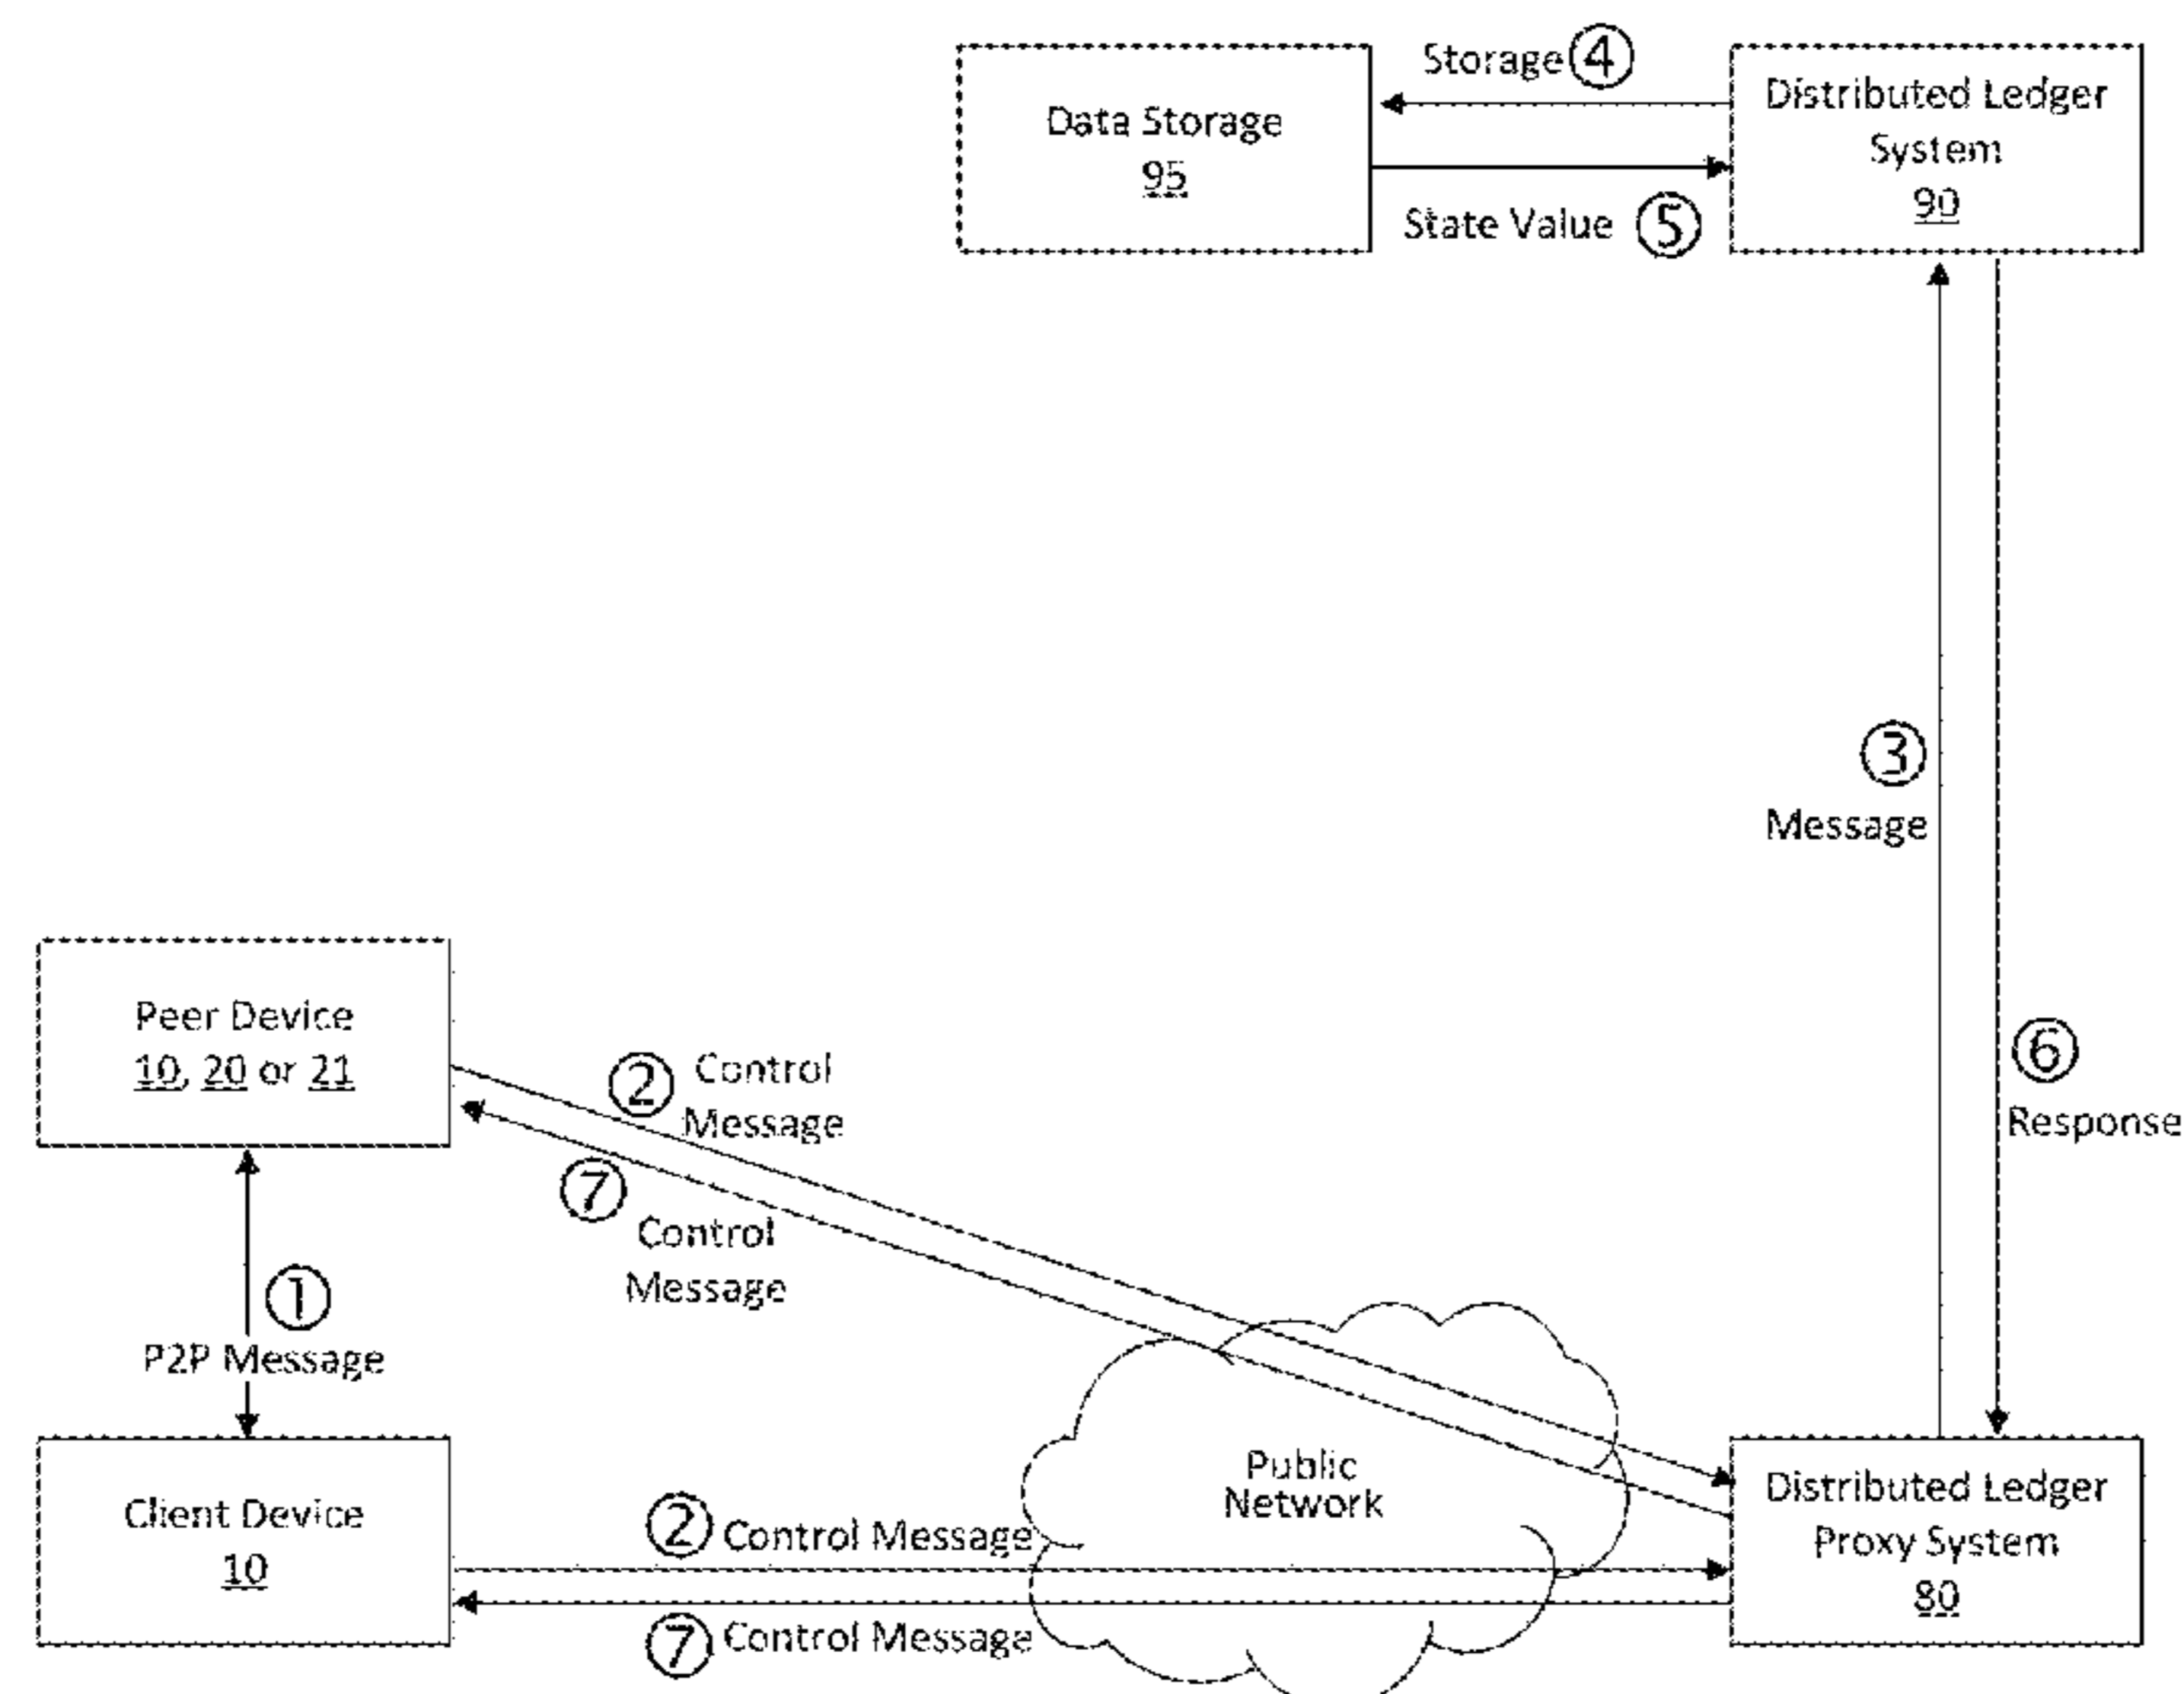 Storage ④
Data Storage
95
Distributed Ledger
System
90
State Value ⑤
③
Message
⑥
Response
Peer Device
10, 20 or 21
② Control
Message
⑦
Control
Message
①
P2P Message
Client Device
10
② Control Message
⑦ Control Message
Public
Network
Distributed Ledger
Proxy System
80